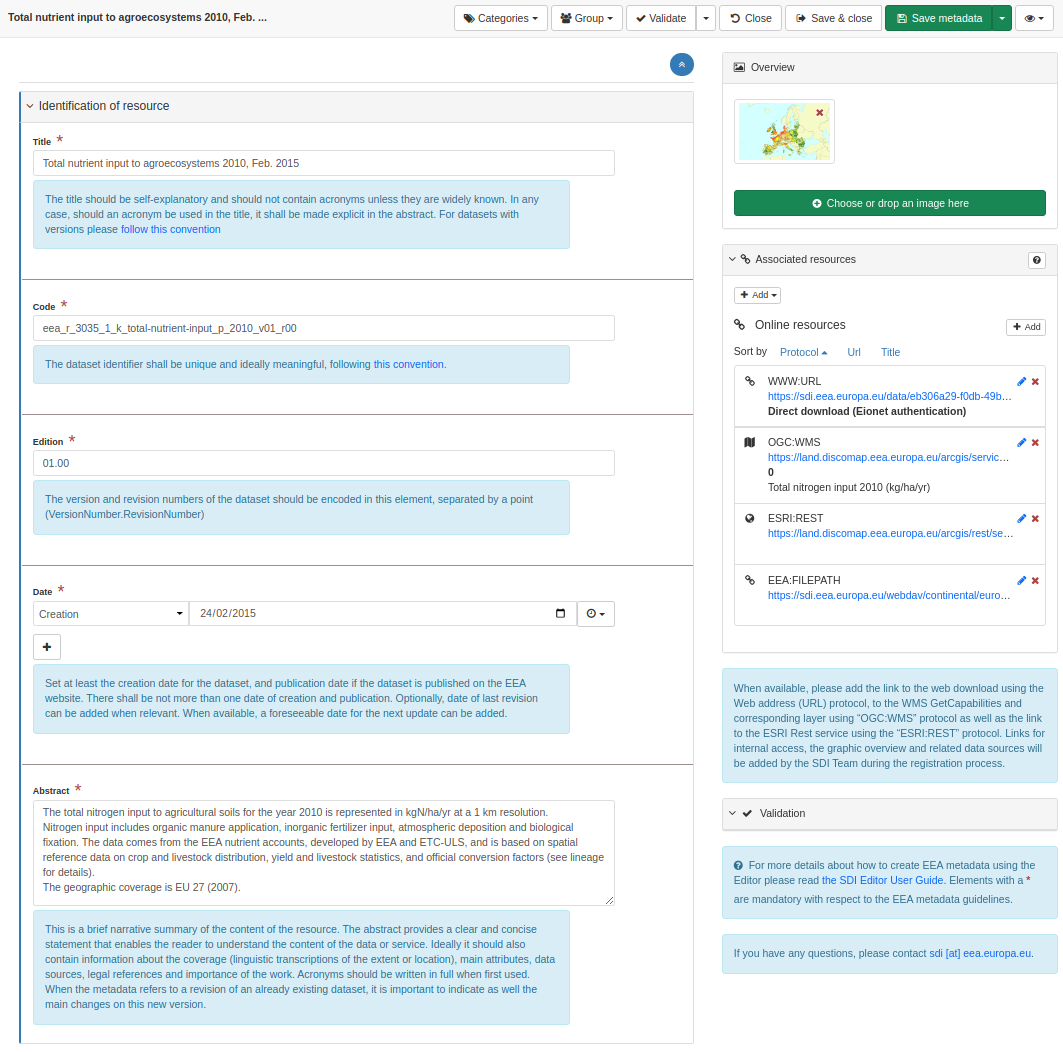 Total nutrient input to agroecosystems 2010, Feb. ...
Categories
Group
Validate
Close
Save & close
Save metadata
Identification of resource
Title *
Total nutrient input to agroecosystems 2010, Feb. 2015
The title should be self-explanatory and should not contain acronyms unless they are widely known. In any
case, should an acronym be used in the title, it shall be made explicit in the abstract. For datasets with
versions please follow this convention
Code *
eea_r_3035_1_k_total-nutrient-input_p_2010_v01_r00
The dataset identifier shall be unique and ideally meaningful, following this convention.
Edition *
01.00
The version and revision numbers of the dataset should be encoded in this element, separated by a point
(VersionNumber.RevisionNumber)
Date *
Creation
24/02/2015
Set at least the creation date for the dataset, and publication date if the dataset is published on the EEA
website. There shall be not more than one date of creation and publication. Optionally, date of last revision
can be added when relevant. When available, a foreseeable date for the next update can be added.
Abstract *
The total nitrogen input to agricultural soils for the year 2010 is represented in kgN/ha/yr at a 1 km resolution.
Nitrogen input includes organic manure application, inorganic fertilizer input, atmospheric deposition and biological
fixation. The data comes from the EEA nutrient accounts, developed by EEA and ETC-ULS, and is based on spatial
reference data on crop and livestock distribution, yield and livestock statistics, and official conversion factors (see lineage
for details).
The geographic coverage is EU 27 (2007).
This is a brief narrative summary of the content of the resource. The abstract provides a clear and concise
statement that enables the reader to understand the content of the data or service. Ideally it should also
contain information about the coverage (linguistic transcriptions of the extent or location), main attributes, data
sources, legal references and importance of the work. Acronyms should be written in full when first used.
When the metadata refers to a revision of an already existing dataset, it is important to indicate as well the
main changes on this new version.
Overview
Choose or drop an image here
Associated resources
Add
Online resources
Add
Sort by Protocol Url Title
WWW:URL
https://sdi.eea.europa.eu/data/eb306a29-f0db-49b...
Direct download (Eionet authentication)
OGC:WMS
https://land.discomap.eea.europa.eu/arcgis/servic...
0
Total nitrogen input 2010 (kg/ha/yr)
ESRI:REST
https://land.discomap.eea.europa.eu/arcgis/rest/se...
EEA:FILEPATH
https://sdi.eea.europa.eu/webdav/continental/euro...
When available, please add the link to the web download using the
Web address (URL) protocol, to the WMS GetCapabilities and
corresponding layer using “OGC:WMS” protocol as well as the link
to the ESRI Rest service using the “ESRI:REST” protocol. Links for
internal access, the graphic overview and related data sources will
be added by the SDI Team during the registration process.
Validation
For more details about how to create EEA metadata using the
Editor please read the SDI Editor User Guide. Elements with a *
are mandatory with respect to the EEA metadata guidelines.
If you have any questions, please contact sdi [at] eea.europa.eu.